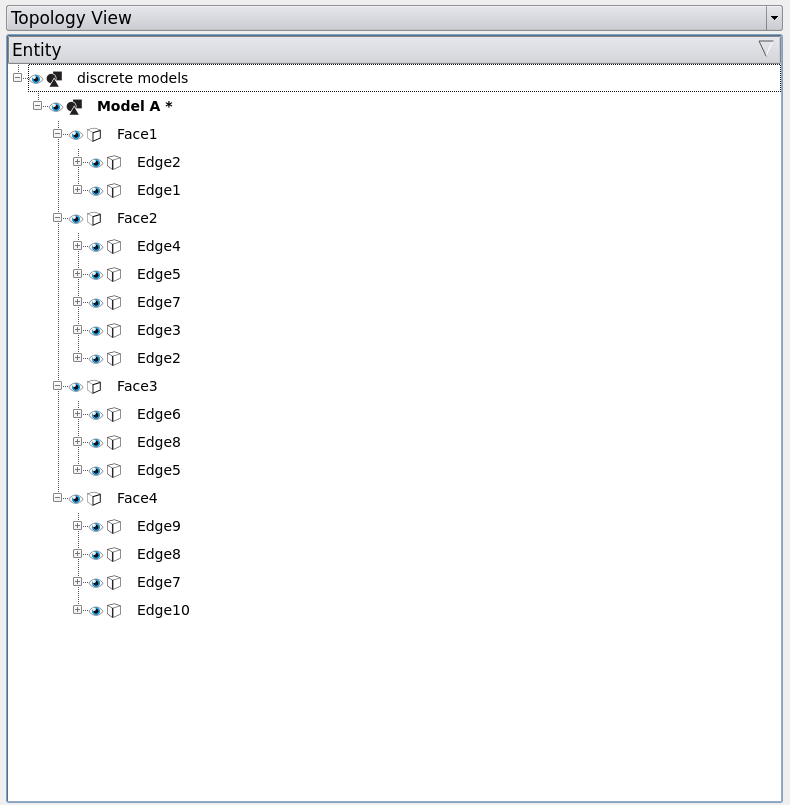 Topology View
Entity
discrete models
Model A *
Face1
Edge2
Edge1
Face2
Edge4
Edge5
Edge7
Edge3
Edge2
Face3
Edge6
Edge8
Edge5
Face4
Edge9
Edge8
Edge7
Edge10